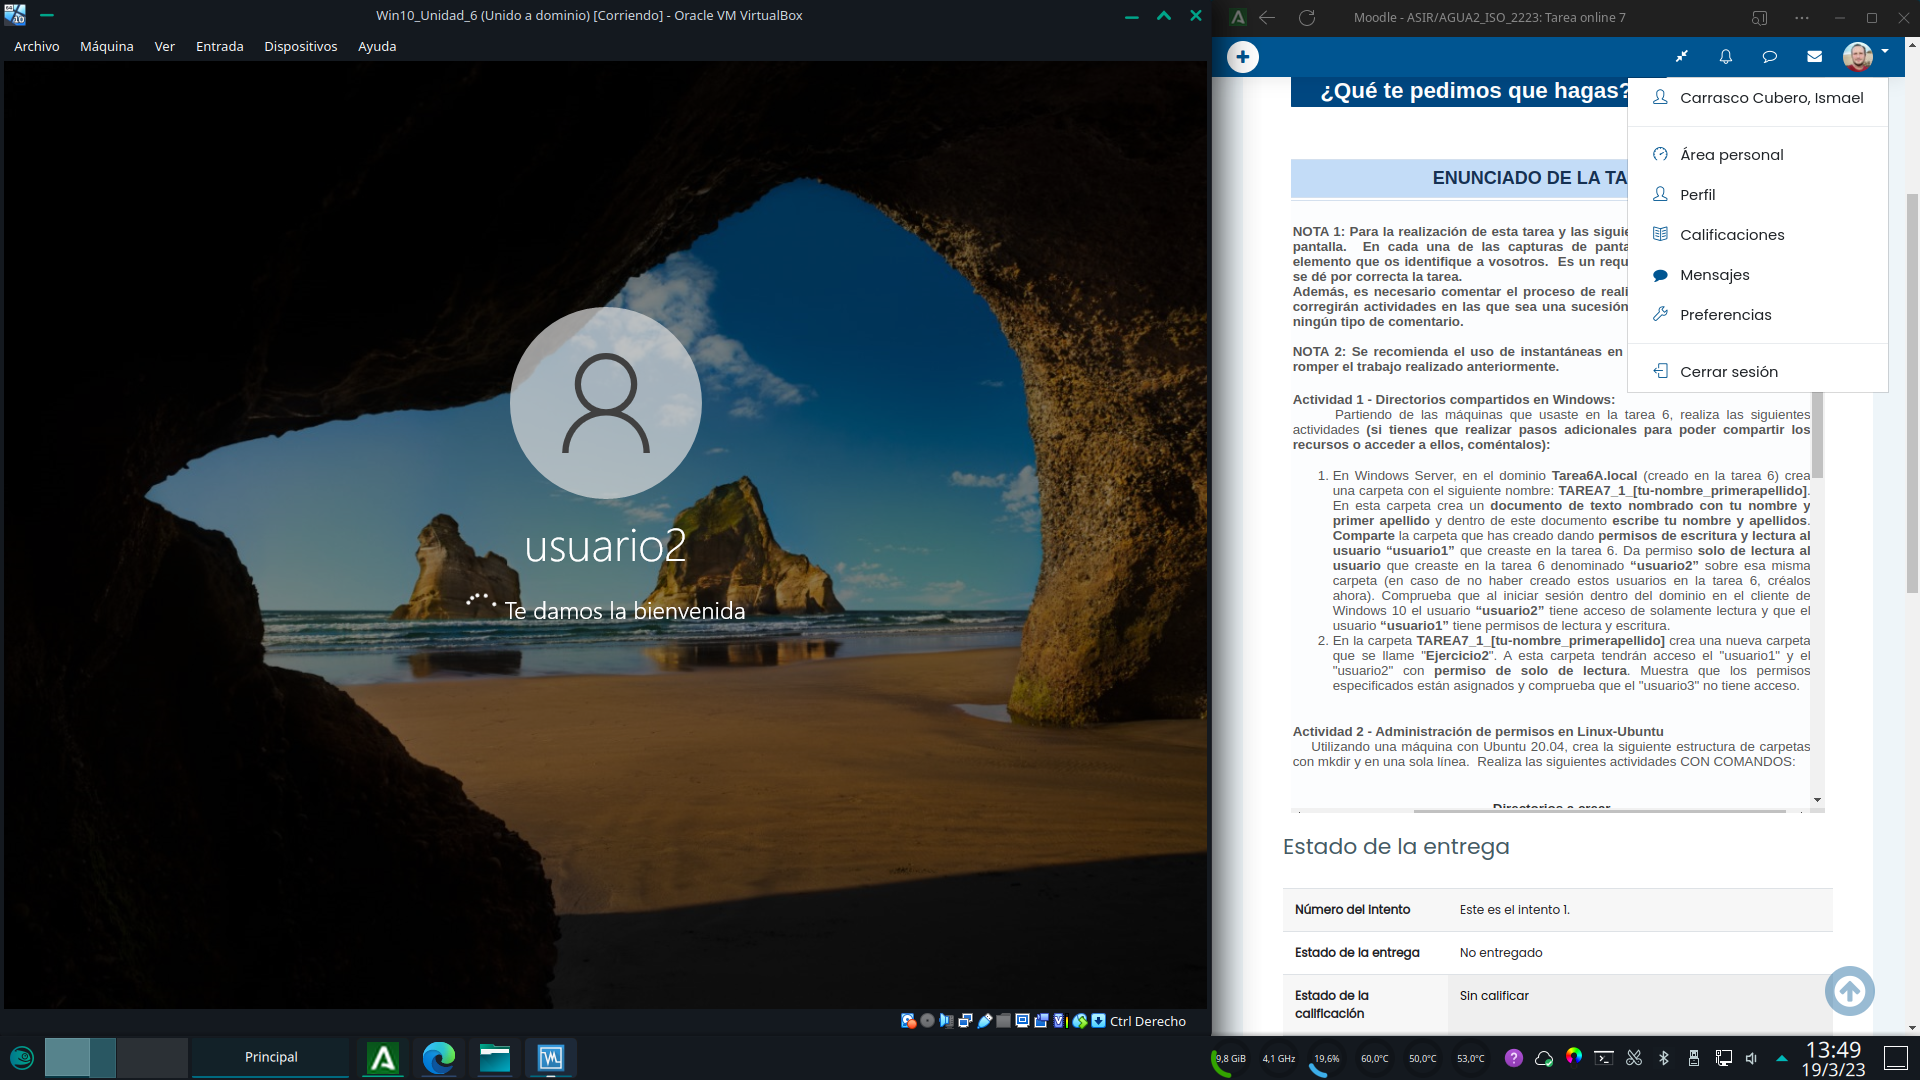 Win10_Unidad_6 (Unido a dominio) [Corriendo] - Oracle VM VirtualBox
Archivo Máquina Ver Entrada Dispositivos Ayuda
usuario2
Te damos la bienvenida
Ctrl Derecho
Moodle - ASIR/AGUA2_ISO_2223: Tarea online 7
¿Qué te pedimos que hagas?
Carrasco Cubero, Ismael
Área personal
Perfil
Calificaciones
Mensajes
Preferencias
Cerrar sesión
ENUNCIADO DE LA TA
NOTA 1: Para la realización de esta tarea y las siguie
pantalla. En cada una de las capturas de panta
elemento que os identifique a vosotros. Es un requ
se dé por correcta la tarea.
Además, es necesario comentar el proceso de reali
corregirán actividades en las que sea una sucesión
ningún tipo de comentario.
NOTA 2: Se recomienda el uso de instantáneas en
romper el trabajo realizado anteriormente.
Actividad 1 - Directorios compartidos en Windows:
Partiendo de las máquinas que usaste en la tarea 6, realiza las siguientes
actividades (si tienes que realizar pasos adicionales para poder compartir los
recursos o acceder a ellos, coméntalos):
1. En Windows Server, en el dominio Tarea6A.local (creado en la tarea 6) crea
una carpeta con el siguiente nombre: TAREA7_1_[tu-nombre_primerapellido].
En esta carpeta crea un documento de texto nombrado con tu nombre y
primer apellido y dentro de este documento escribe tu nombre y apellidos.
Comparte la carpeta que has creado dando permisos de escritura y lectura al
usuario “usuario1” que creaste en la tarea 6. Da permiso solo de lectura al
usuario que creaste en la tarea 6 denominado “usuario2” sobre esa misma
carpeta (en caso de no haber creado estos usuarios en la tarea 6, créalos
ahora). Comprueba que al iniciar sesión dentro del dominio en el cliente de
Windows 10 el usuario “usuario2” tiene acceso de solamente lectura y que el
usuario “usuario1” tiene permisos de lectura y escritura.
2. En la carpeta TAREA7_1_[tu-nombre_primerapellido] crea una nueva carpeta
que se llame "Ejercicio2". A esta carpeta tendrán acceso el "usuario1" y el
"usuario2" con permiso de solo de lectura. Muestra que los permisos
especificados están asignados y comprueba que el "usuario3" no tiene acceso.
Actividad 2 - Administración de permisos en Linux-Ubuntu
Utilizando una máquina con Ubuntu 20.04, crea la siguiente estructura de carpetas
con mkdir y en una sola línea. Realiza las siguientes actividades CON COMANDOS:
Directorios a crear
Estado de la entrega
Número del intento Este es el intento 1.
Estado de la entrega No entregado
Estado de la Sin calificar
calificación
Principal
9,8 GiB 4,1 GHz 19,6% 60,0°C 50,0°C 53,0°C
13:49
19/3/23